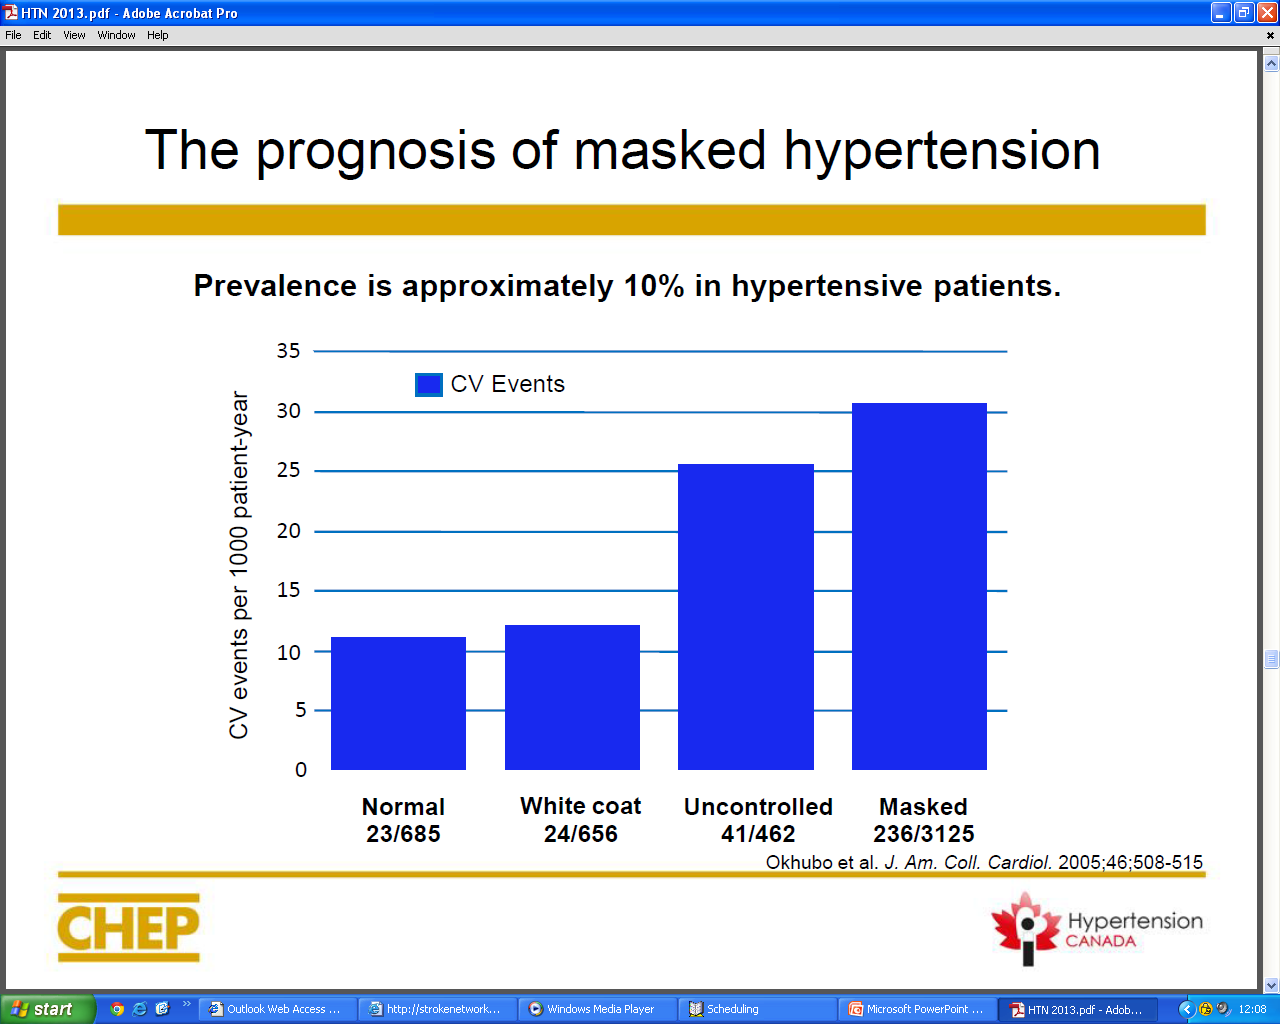 HTN 2013.pdf - Adobe Acrobat Pro
File Edit View Window Help
The prognosis of masked hypertension
Prevalence is approximately 10% in hypertensive patients.
35
CV Events
30
25
20
15
10
5
0
CV events per 1000 patient-year
Normal White coat Uncontrolled Masked
23/685 24/656 41/462 236/3125
Okhubo et al. J. Am. Coll. Cardiol. 2005;46;508-515
CHEP
Hypertension
CANADA
start Outlook Web Access ... http://strokenetwork... Windows Media Player Scheduling Microsoft PowerPoint ... HTN 2013.pdf - Adob... 12:08